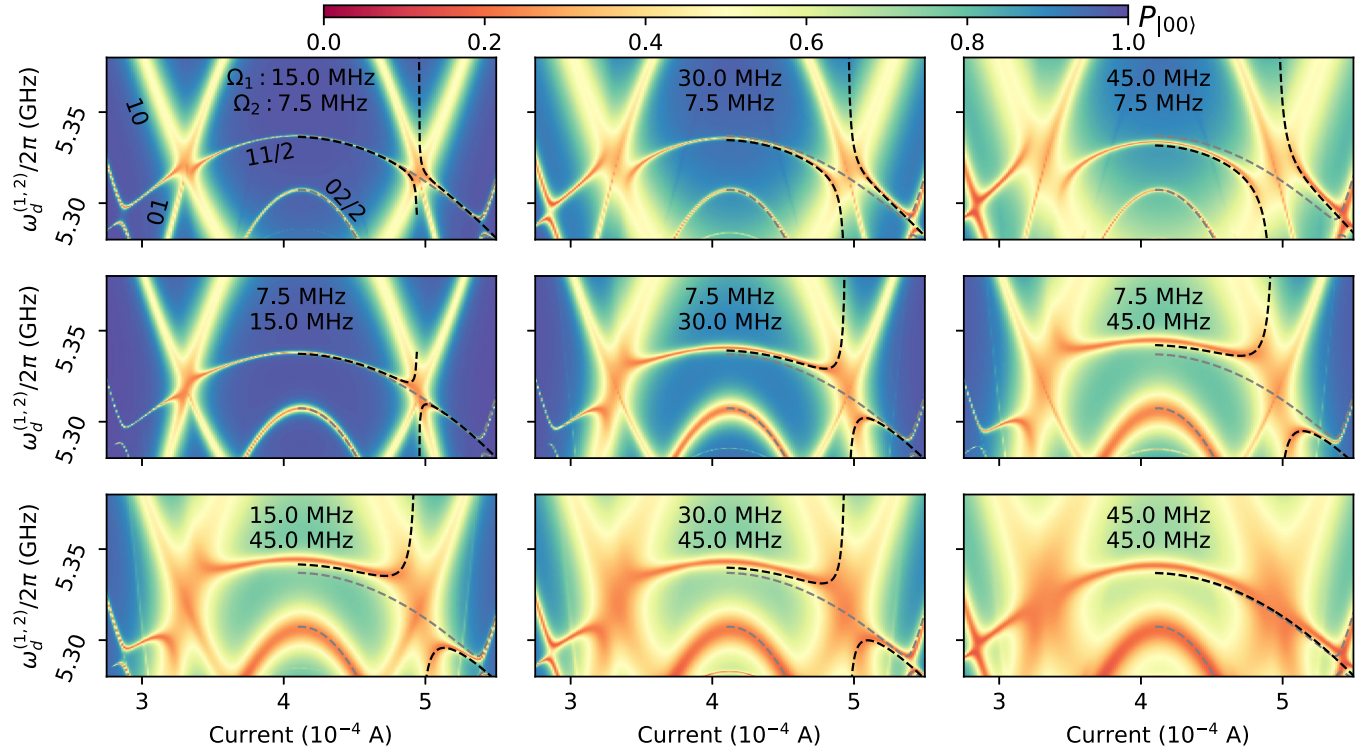 0.0 0.2 0.4 0.6 0.8 1.0
P|00⟩
ω_d^(1, 2)/2π (GHz)
5.35
5.30
Ω₁ : 15.0 MHz
Ω₂ : 7.5 MHz
10
01
11/2
02/2
30.0 MHz
7.5 MHz
45.0 MHz
7.5 MHz
ω_d^(1, 2)/2π (GHz)
5.35
5.30
7.5 MHz
15.0 MHz
7.5 MHz
30.0 MHz
7.5 MHz
45.0 MHz
ω_d^(1, 2)/2π (GHz)
5.35
5.30
15.0 MHz
45.0 MHz
30.0 MHz
45.0 MHz
45.0 MHz
45.0 MHz
3 4 5
3 4 5
3 4 5
Current (10⁻⁴ A)
Current (10⁻⁴ A)
Current (10⁻⁴ A)